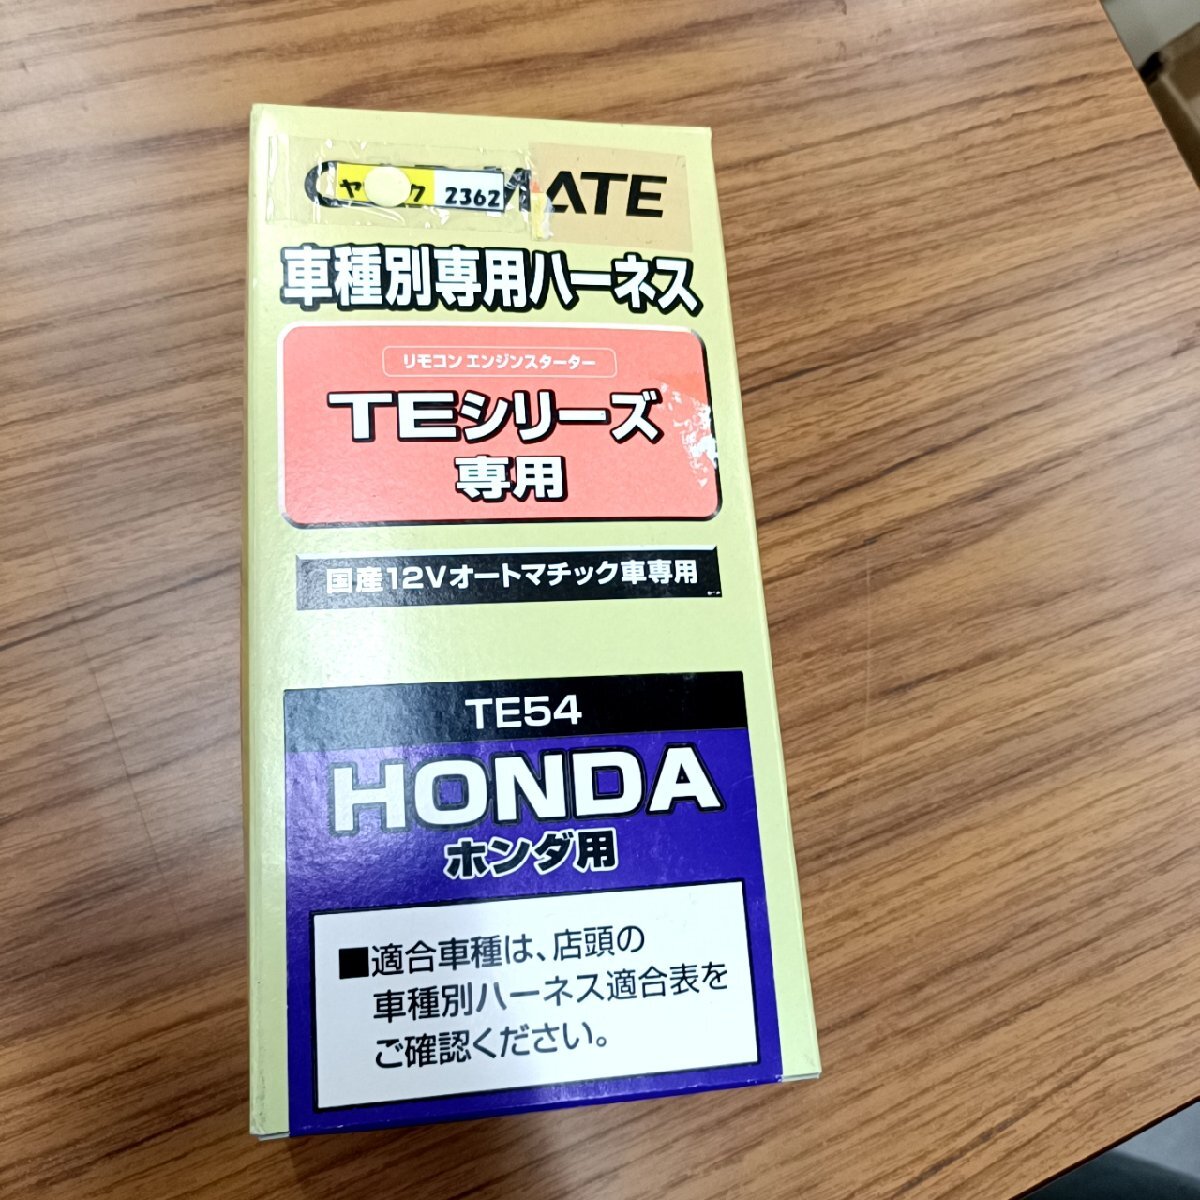 MATE
2362
車種別専用ハーネス
リモコン エンジンスターター
TEシリーズ
専用
国産12Vオートマチック車専用
TE54
HONDA
ホンダ用
■適合車種は、店頭の
車種別ハーネス適合表を
ご確認ください。